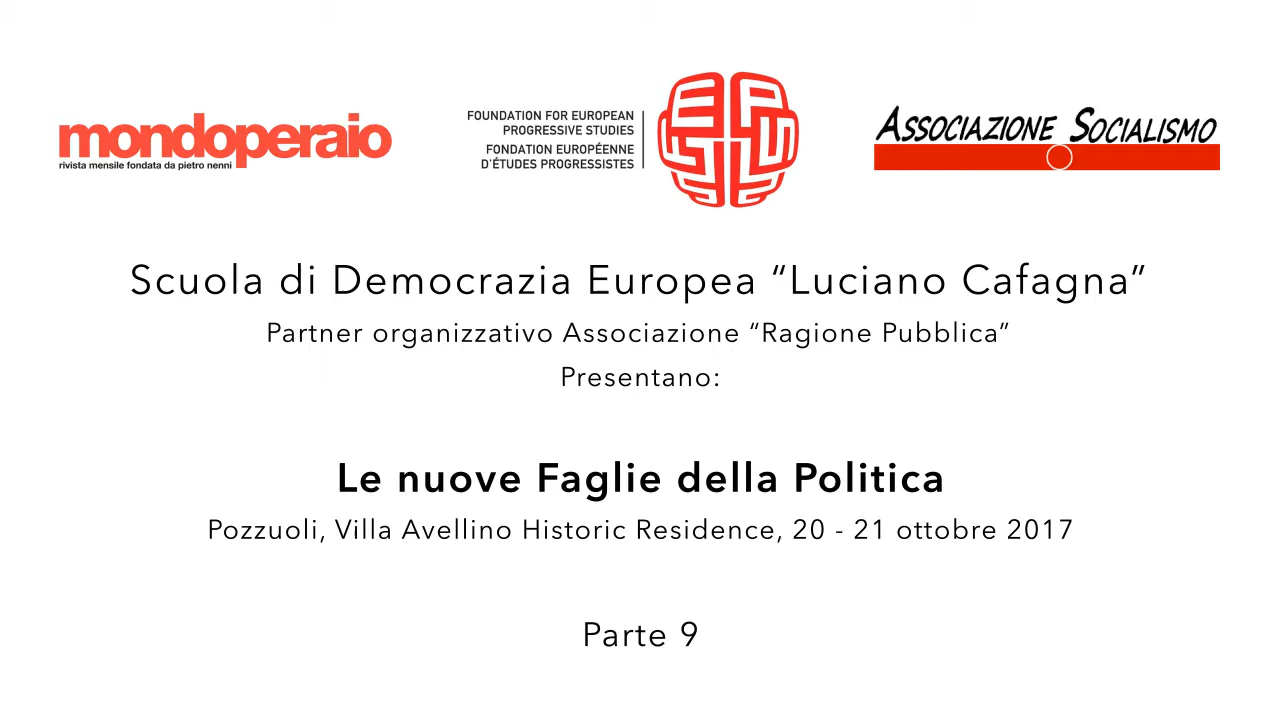 mondoperaio
rivista mensile fondata da pietro nenni
FOUNDATION FOR EUROPEAN
PROGRESSIVE STUDIES
FONDATION EUROPÉENNE
D'ÉTUDES PROGRESSISTES
ASSOCIAZIONE SOCIALISMO
Scuola di Democrazia Europea “Luciano Cafagna”
Partner organizzativo Associazione “Ragione Pubblica”
Presentano:
Le nuove Faglie della Politica
Pozzuoli, Villa Avellino Historic Residence, 20 - 21 ottobre 2017
Parte 9